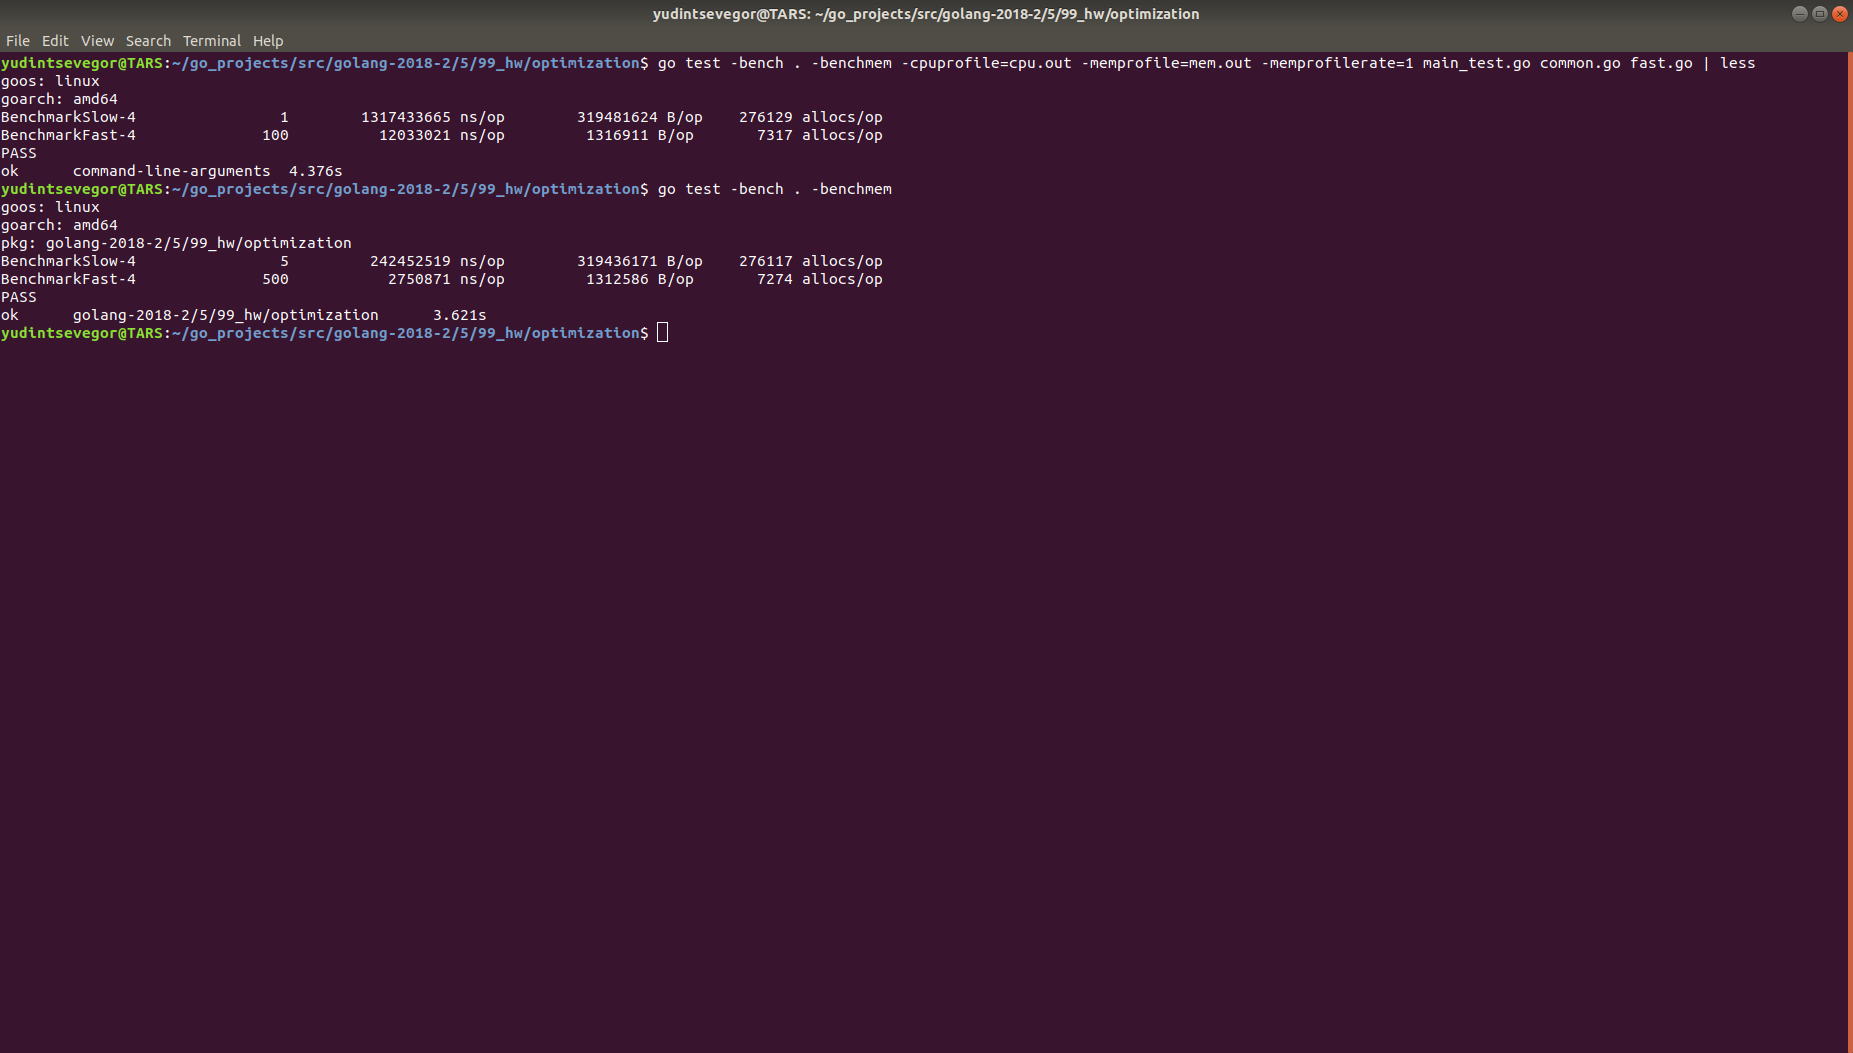 yudintsevegor@TARS: ~/go_projects/src/golang-2018-2/5/99_hw/optimization
File Edit View Search Terminal Help
yudintsevegor@TARS:~/go_projects/src/golang-2018-2/5/99_hw/optimization$ go test -bench . -benchmem -cpuprofile=cpu.out -memprofile=mem.out -memprofilerate=1 main_test.go common.go fast.go | less
goos: linux
goarch: amd64
BenchmarkSlow-4                1        1317433665 ns/op        319481624 B/op    276129 allocs/op
BenchmarkFast-4              100          12033021 ns/op         1316911 B/op       7317 allocs/op
PASS
ok      command-line-arguments  4.376s
yudintsevegor@TARS:~/go_projects/src/golang-2018-2/5/99_hw/optimization$ go test -bench . -benchmem
goos: linux
goarch: amd64
pkg: golang-2018-2/5/99_hw/optimization
BenchmarkSlow-4                5         242452519 ns/op        319436171 B/op    276117 allocs/op
BenchmarkFast-4              500           2750871 ns/op         1312586 B/op       7274 allocs/op
PASS
ok      golang-2018-2/5/99_hw/optimization      3.621s
yudintsevegor@TARS:~/go_projects/src/golang-2018-2/5/99_hw/optimization$